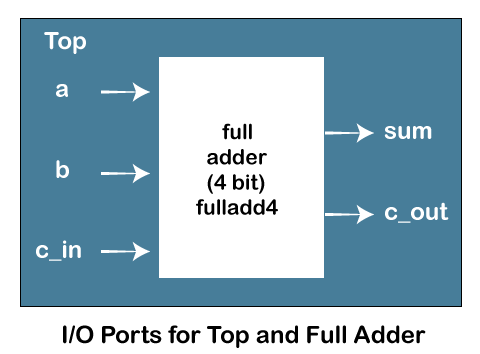 Top
a
b
c_in
full
adder
(4 bit)
fulladd4
sum
c_out
I/O Ports for Top and Full Adder